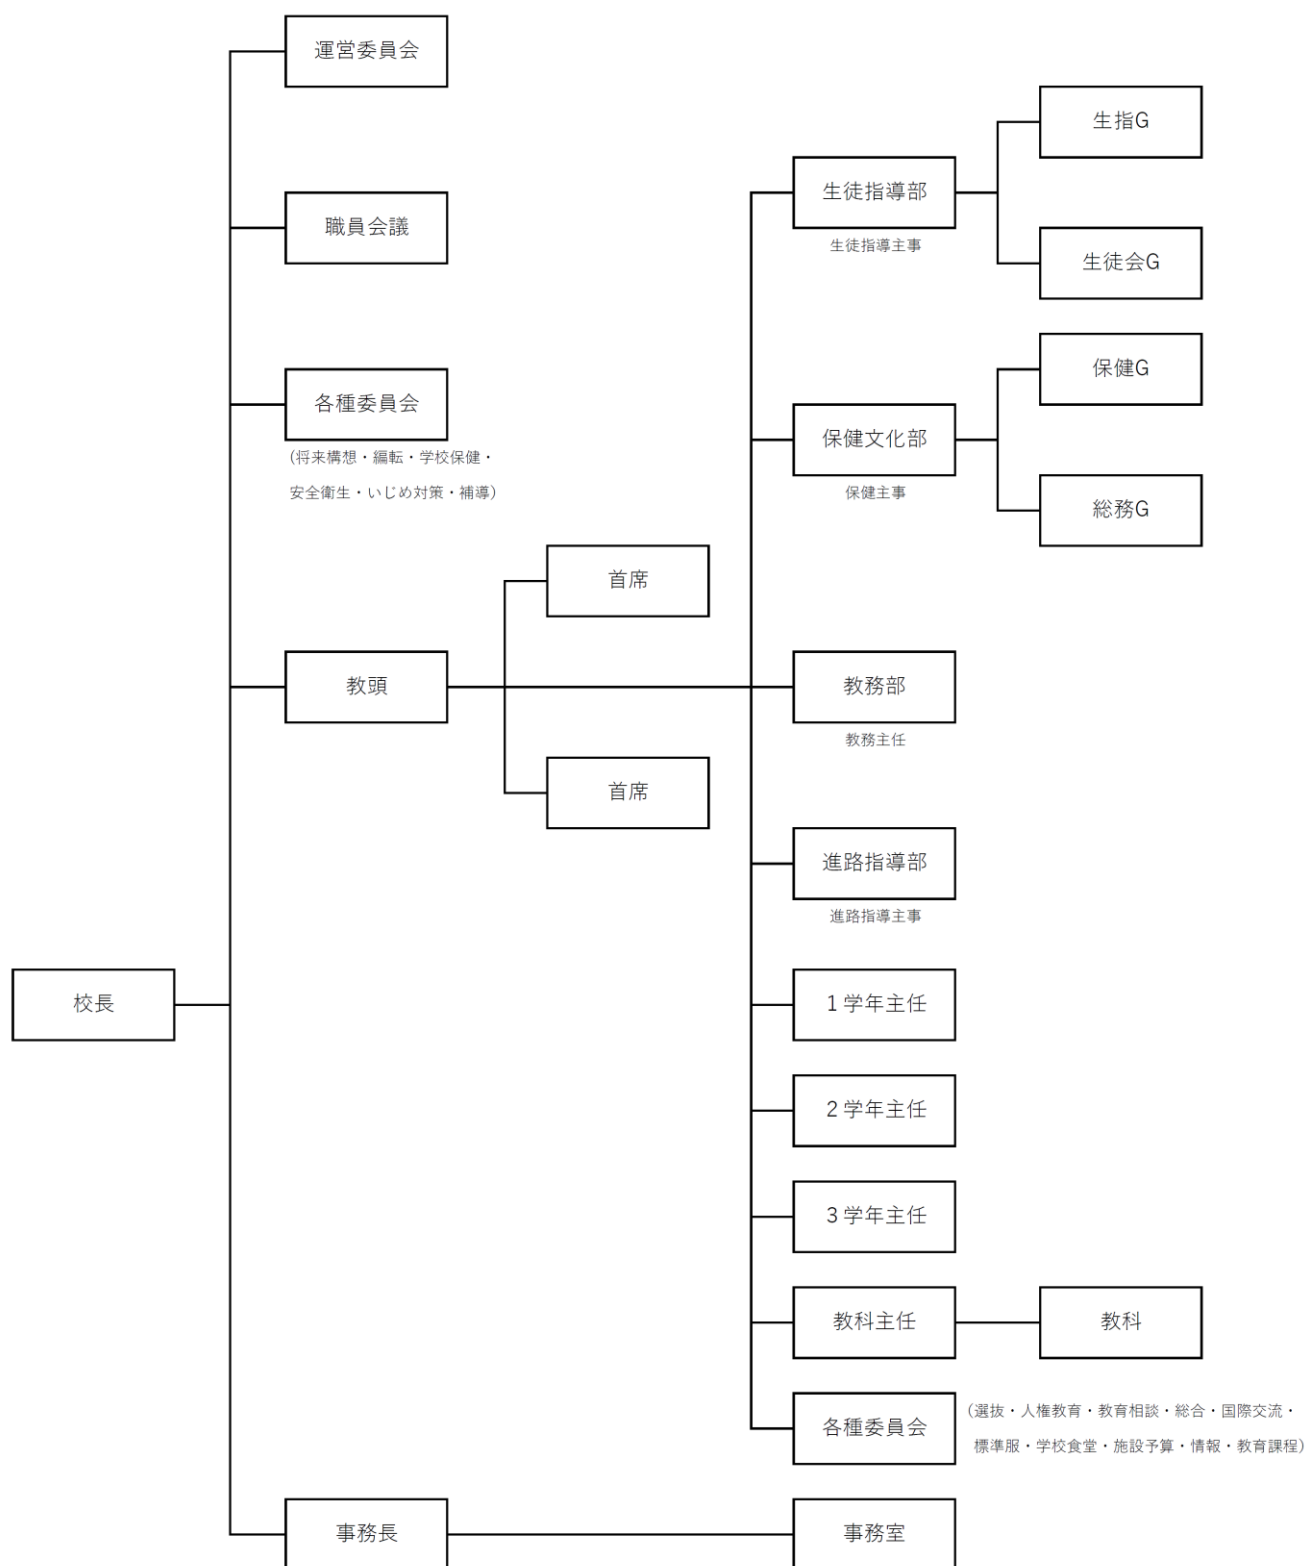 運営委員会
職員会議
各種委員会
(将来構想・編転・学校保健・
安全衛生・いじめ対策・補導)
教頭
首席
首席
生徒指導部
生徒指導主事
生指G
生徒会G
保健文化部
保健主事
保健G
総務G
教務部
教務主任
進路指導部
進路指導主事
校長
1学年主任
2学年主任
3学年主任
教科主任
教科
各種委員会
(選抜・人権教育・教育相談・総合・国際交流・
標準服・学校食堂・施設予算・情報・教育課程)
事務長
事務室